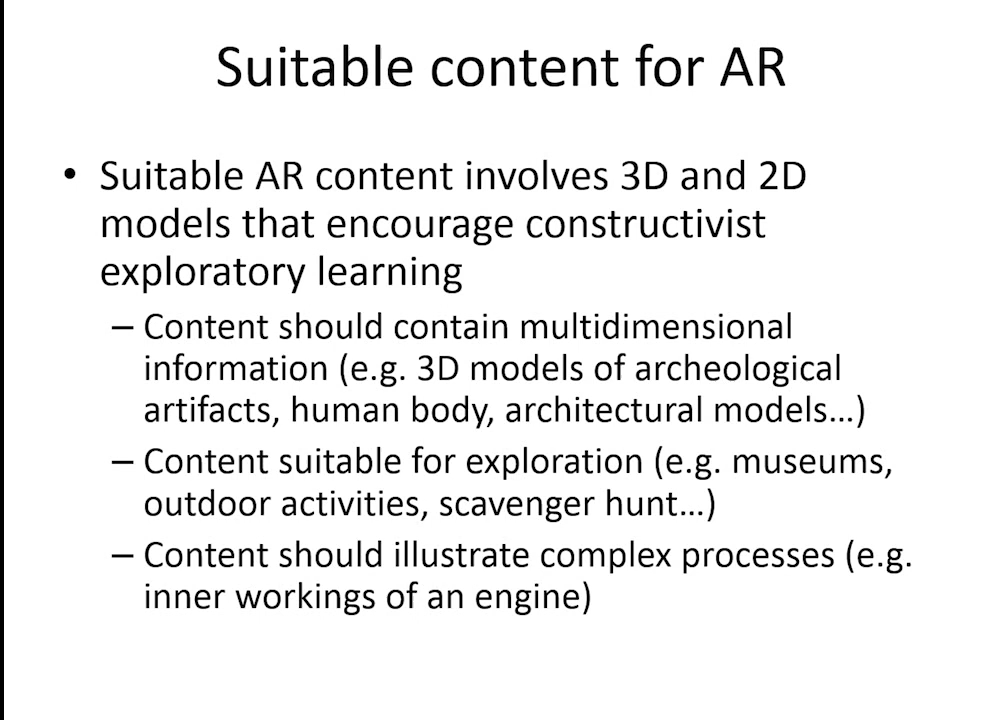 Suitable content for AR
• Suitable AR content involves 3D and 2D
models that encourage constructivist
exploratory learning
– Content should contain multidimensional
information (e.g. 3D models of archeological
artifacts, human body, architectural models...)
– Content suitable for exploration (e.g. museums,
outdoor activities, scavenger hunt...)
– Content should illustrate complex processes (e.g.
inner workings of an engine)